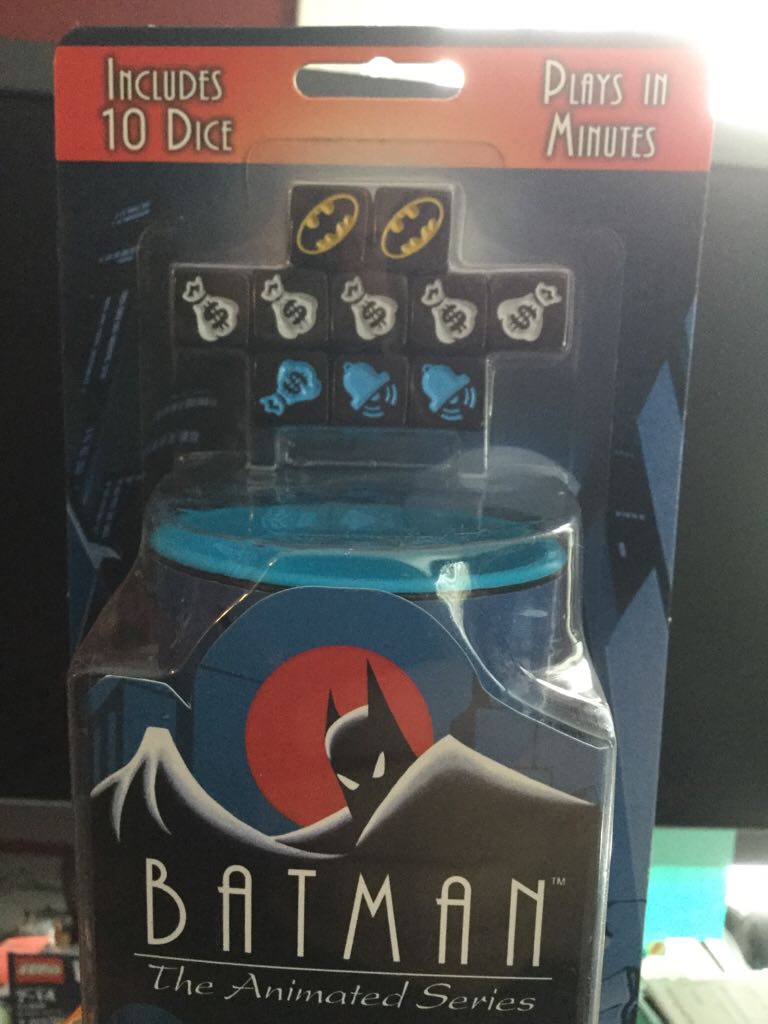 INCLUDES
10 DICE
PLAYS IN
MINUTES
$ $ $ $ $
$
BATMAN™
The Animated Series